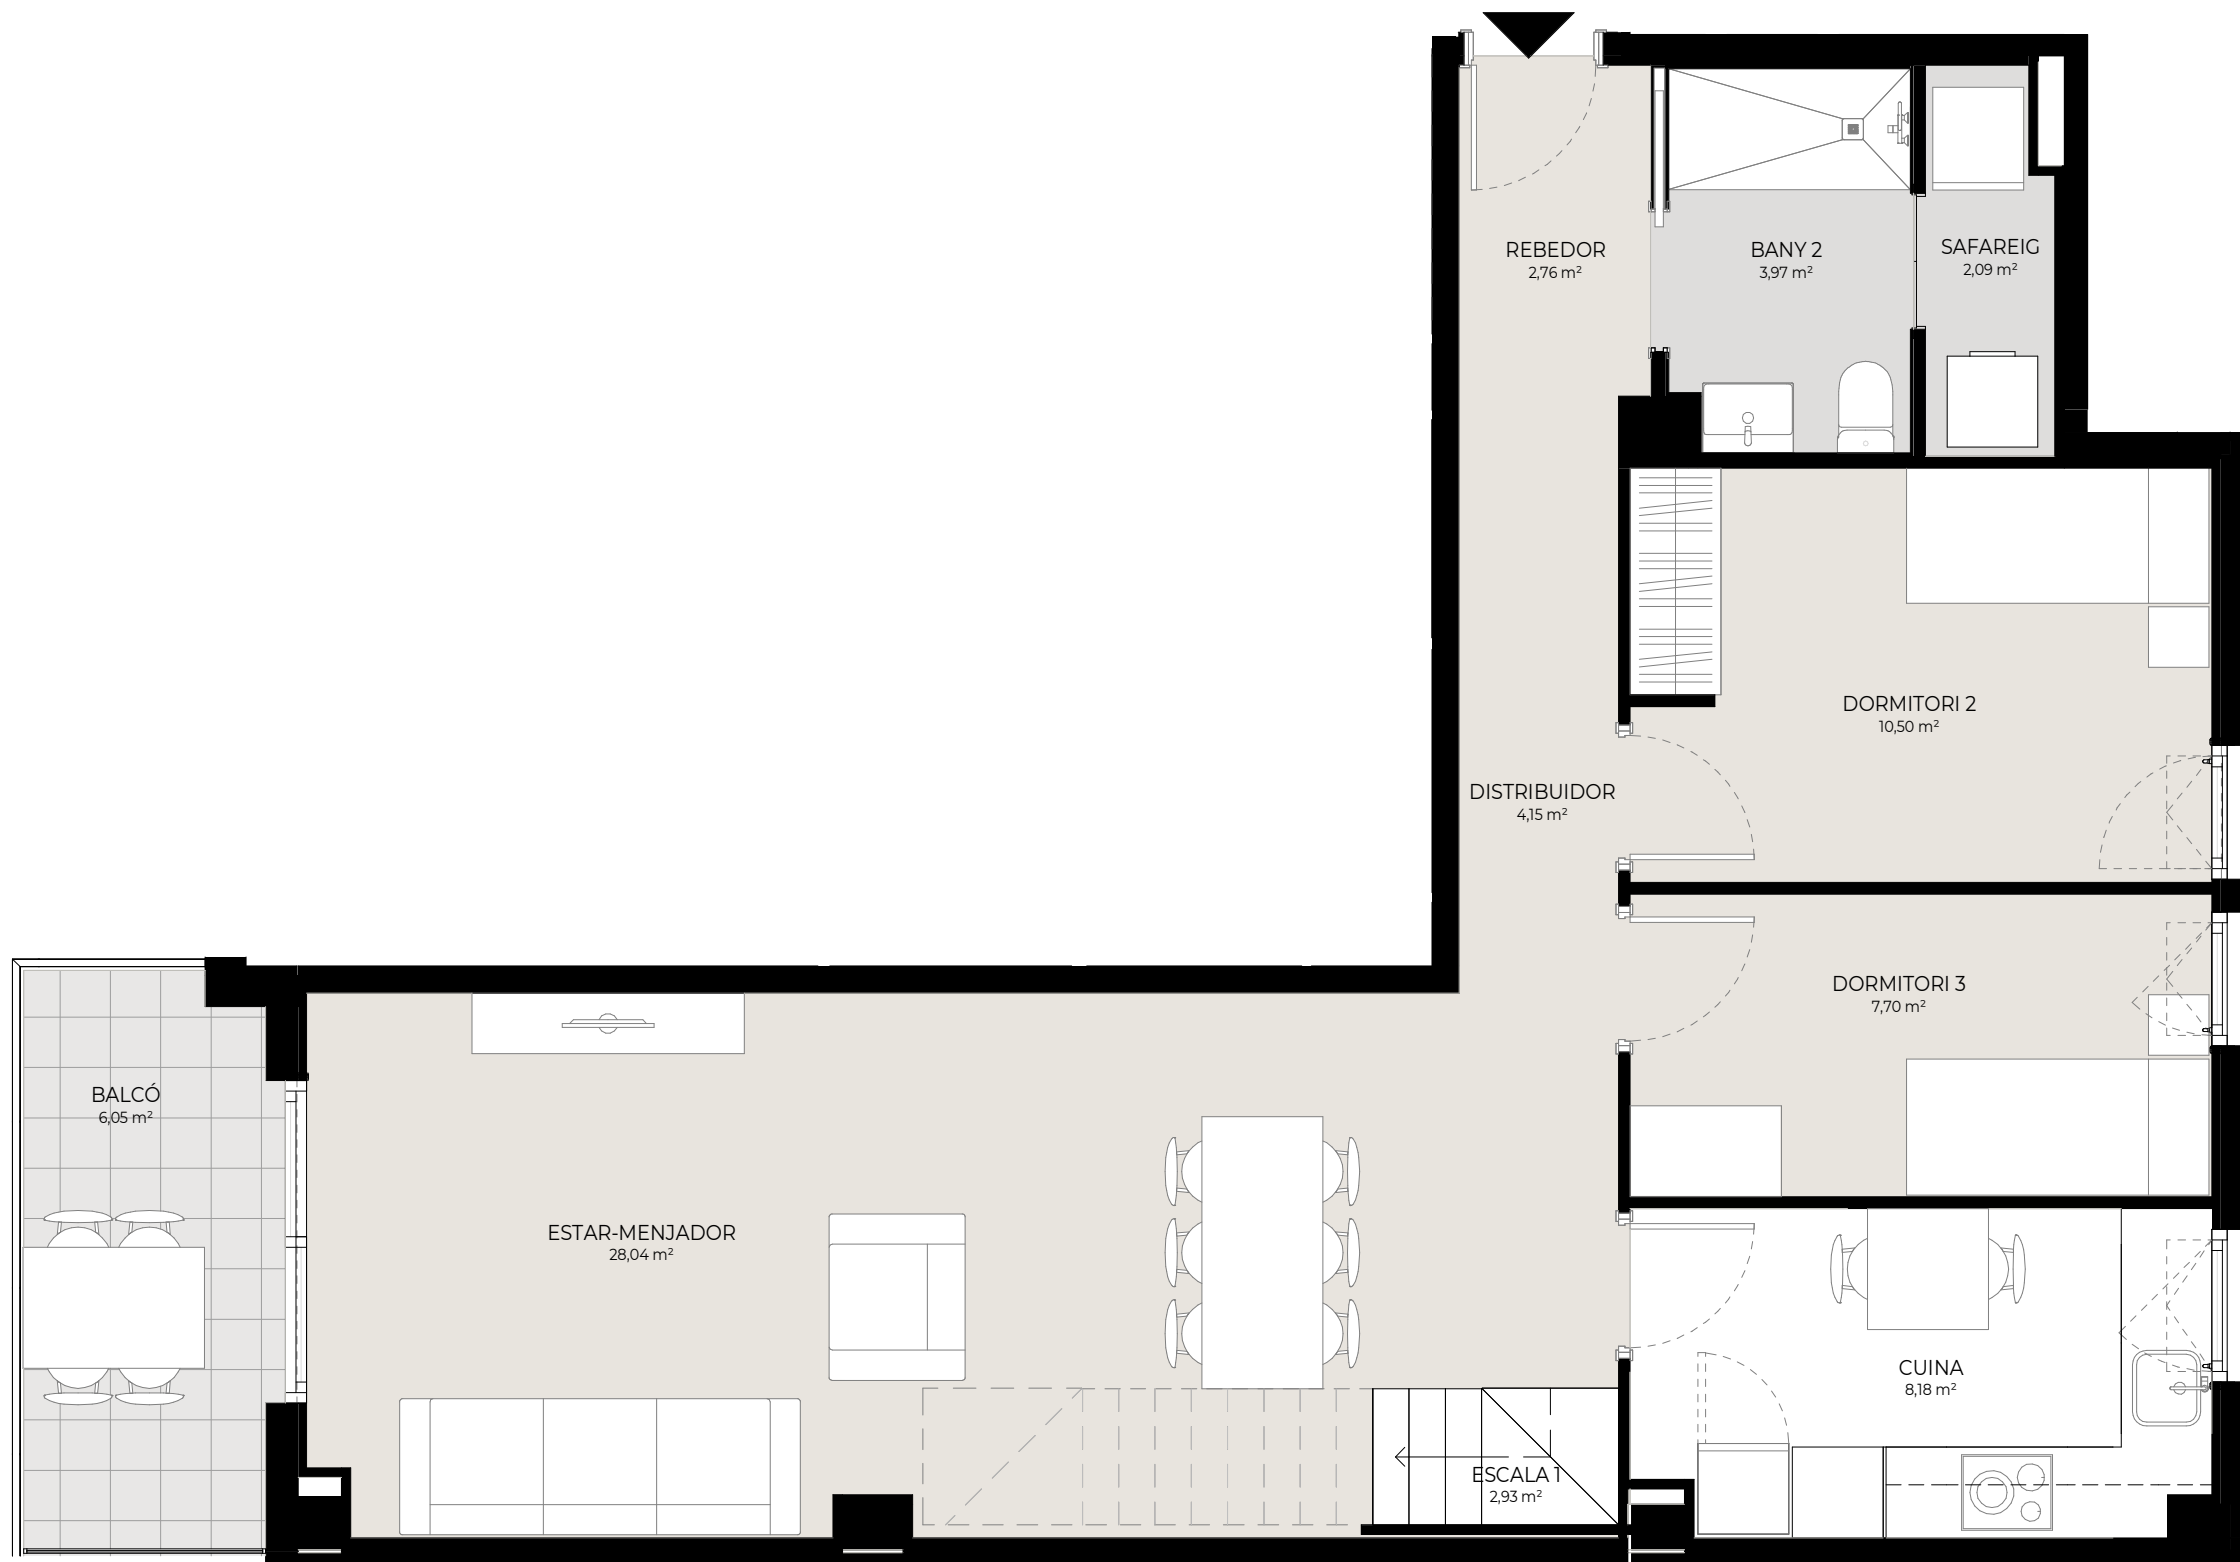 REBEDOR
2,76 m²
BANY 2
3,97 m²
SAFAREIG
2,09 m²
DORMITORI 2
10,50 m²
DISTRIBUIDOR
4,15 m²
DORMITORI 3
7,70 m²
BALCÓ
6,05 m²
ESTAR-MENJADOR
28,04 m²
CUINA
8,18 m²
ESCALA 1
2,93 m²